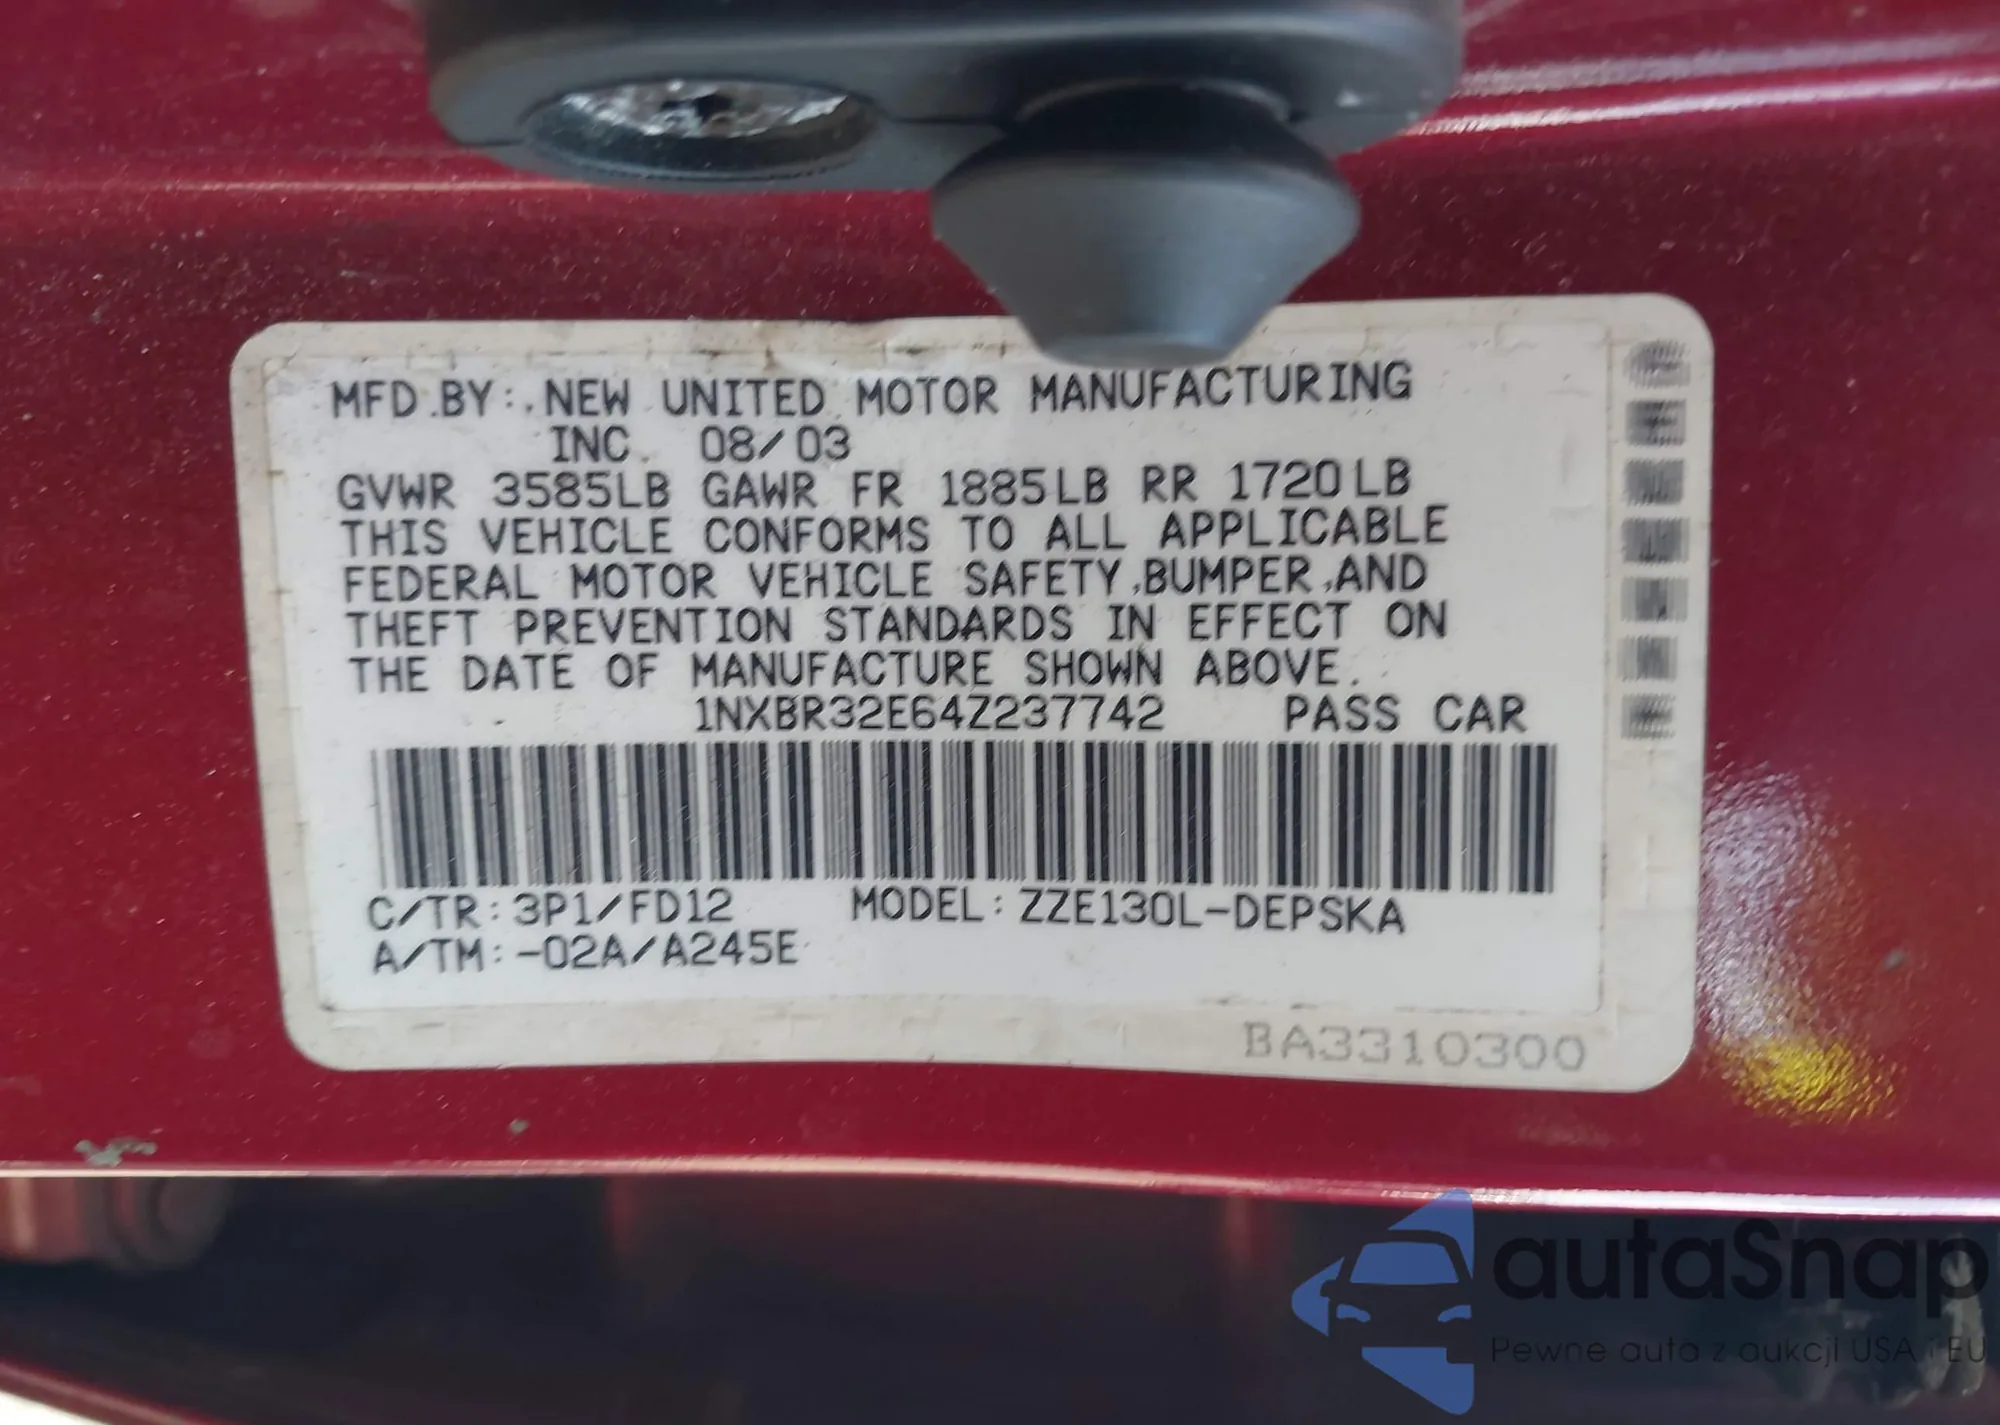 MFD.BY: NEW UNITED MOTOR MANUFACTURING
INC. 08/03
GVWR 3585LB GAWR FR 1885LB RR 1720LB
THIS VEHICLE CONFORMS TO ALL APPLICABLE
FEDERAL MOTOR VEHICLE SAFETY,BUMPER,AND
THEFT PREVENTION STANDARDS IN EFFECT ON
THE DATE OF MANUFACTURE SHOWN ABOVE.
1NXBR32E64Z237742 PASS CAR
C/TR:3P1/FD12 MODEL:ZZE130L-DEPSKA
A/TM:-02A/A245E
BA3310300
autaSnap
Pewne auta z aukcji USA i EU